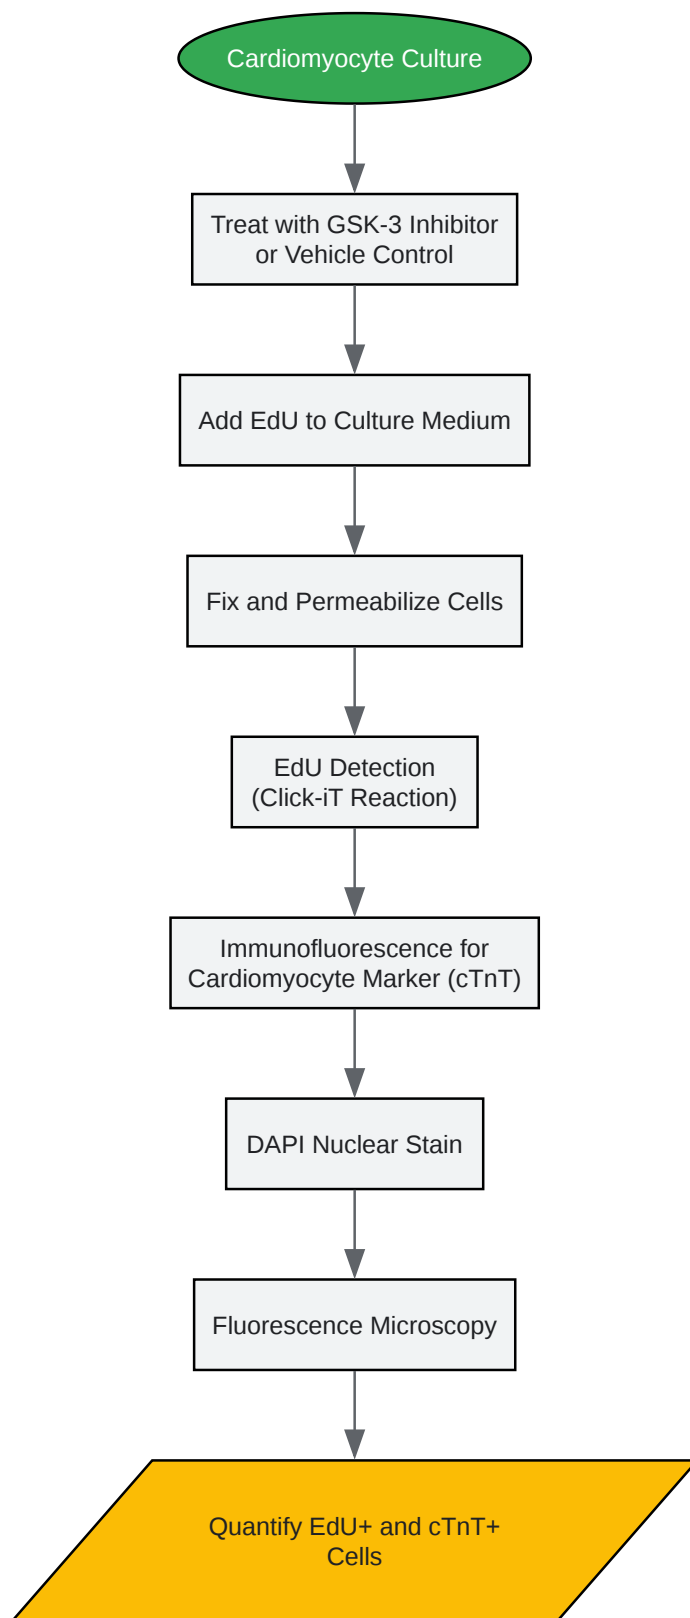 Cardiomyocyte Culture
Treat with GSK-3 Inhibitor
or Vehicle Control
Add EdU to Culture Medium
Fix and Permeabilize Cells
EdU Detection
(Click-iT Reaction)
Immunofluorescence for
Cardiomyocyte Marker (cTnT)
DAPI Nuclear Stain
Fluorescence Microscopy
Quantify EdU+ and cTnT+
Cells